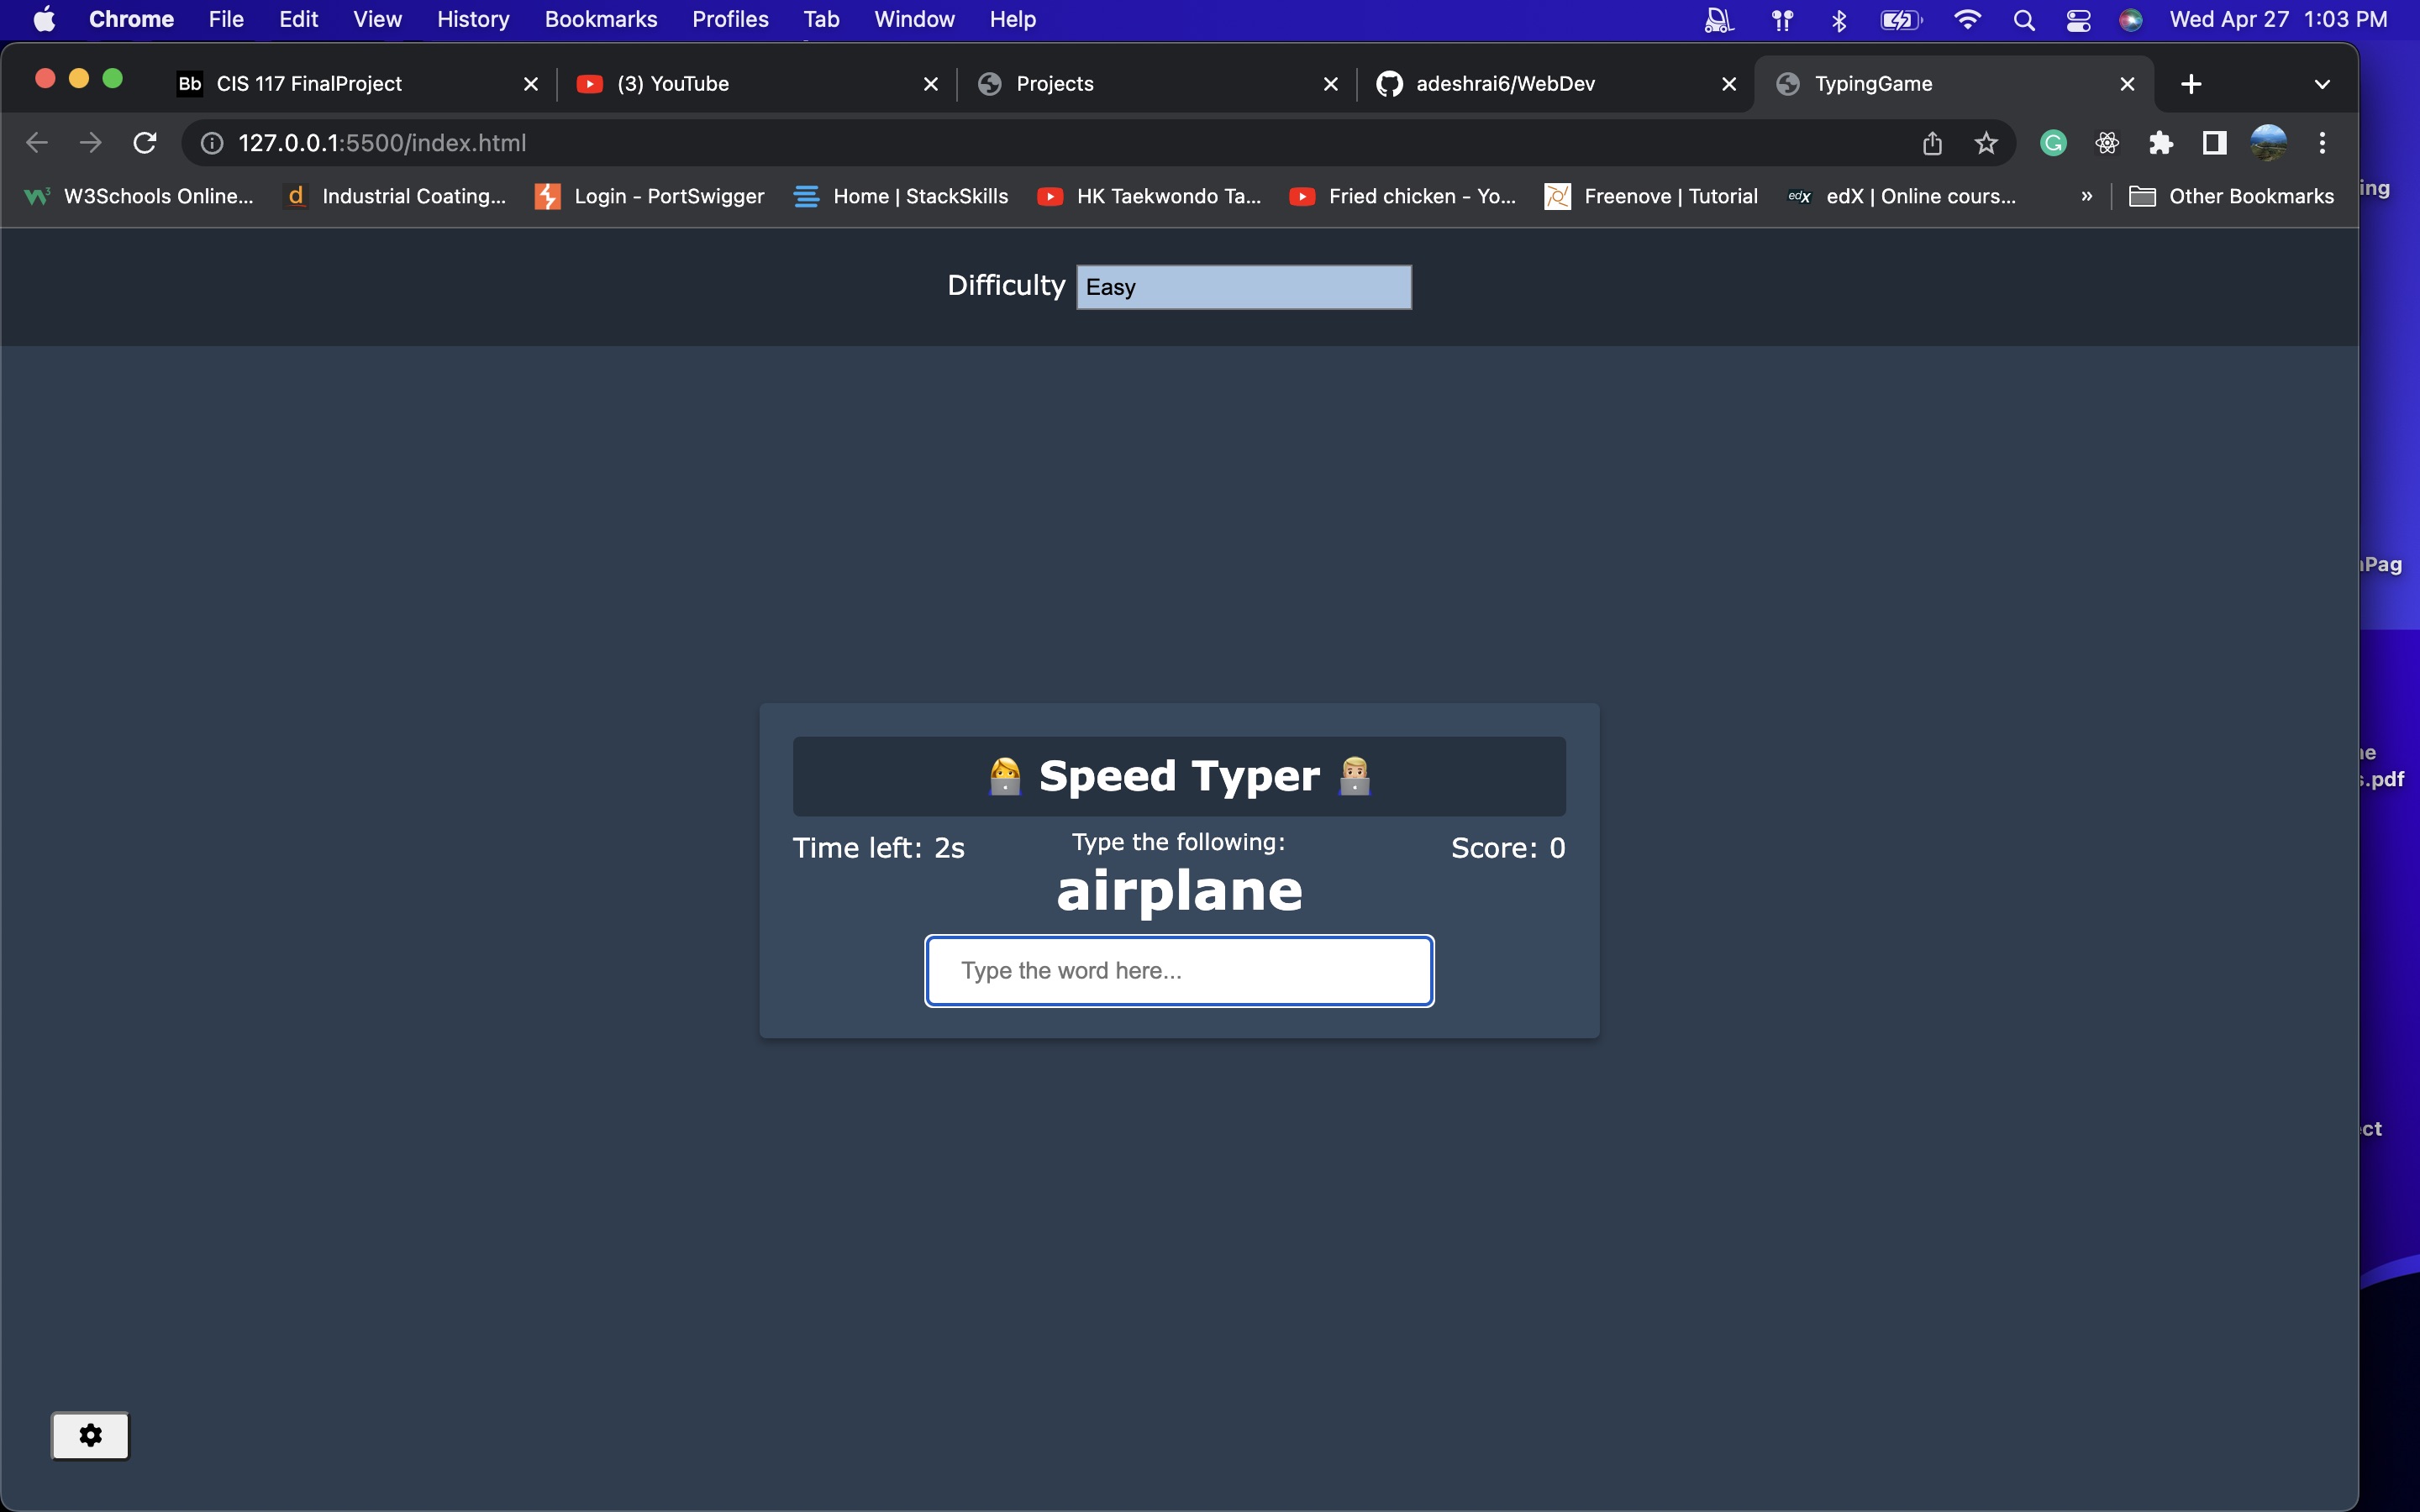 Chrome File Edit View History Bookmarks Profiles Tab Window Help Wed Apr 27 1:03 PM
Bb CIS 117 FinalProject (3) YouTube Projects adeshrai6/WebDev TypingGame
127.0.0.1:5500/index.html
W3Schools Online... Industrial Coating... Login - PortSwigger Home | StackSkills HK Taekwondo Ta... Fried chicken - Yo... Freenove | Tutorial edX edX | Online cours... » Other Bookmarks
ing
Difficulty Easy
nPag
Speed Typer
Time left: 2s Type the following: Score: 0
airplane
Type the word here...
s.pdf
ect